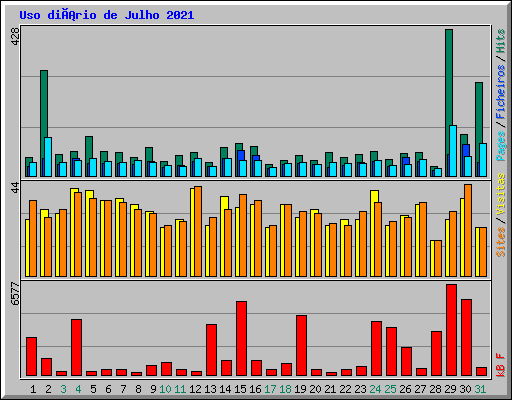 Uso diÃ¡rio de Julho 2021
428
44
6577
Pages / Ficheiros / Hits
Sites / Visitas
kB F
1 2 3 4 5 6 7 8 9 10 11 12 13 14 15 16 17 18 19 20 21 22 23 24 25 26 27 28 29 30 31